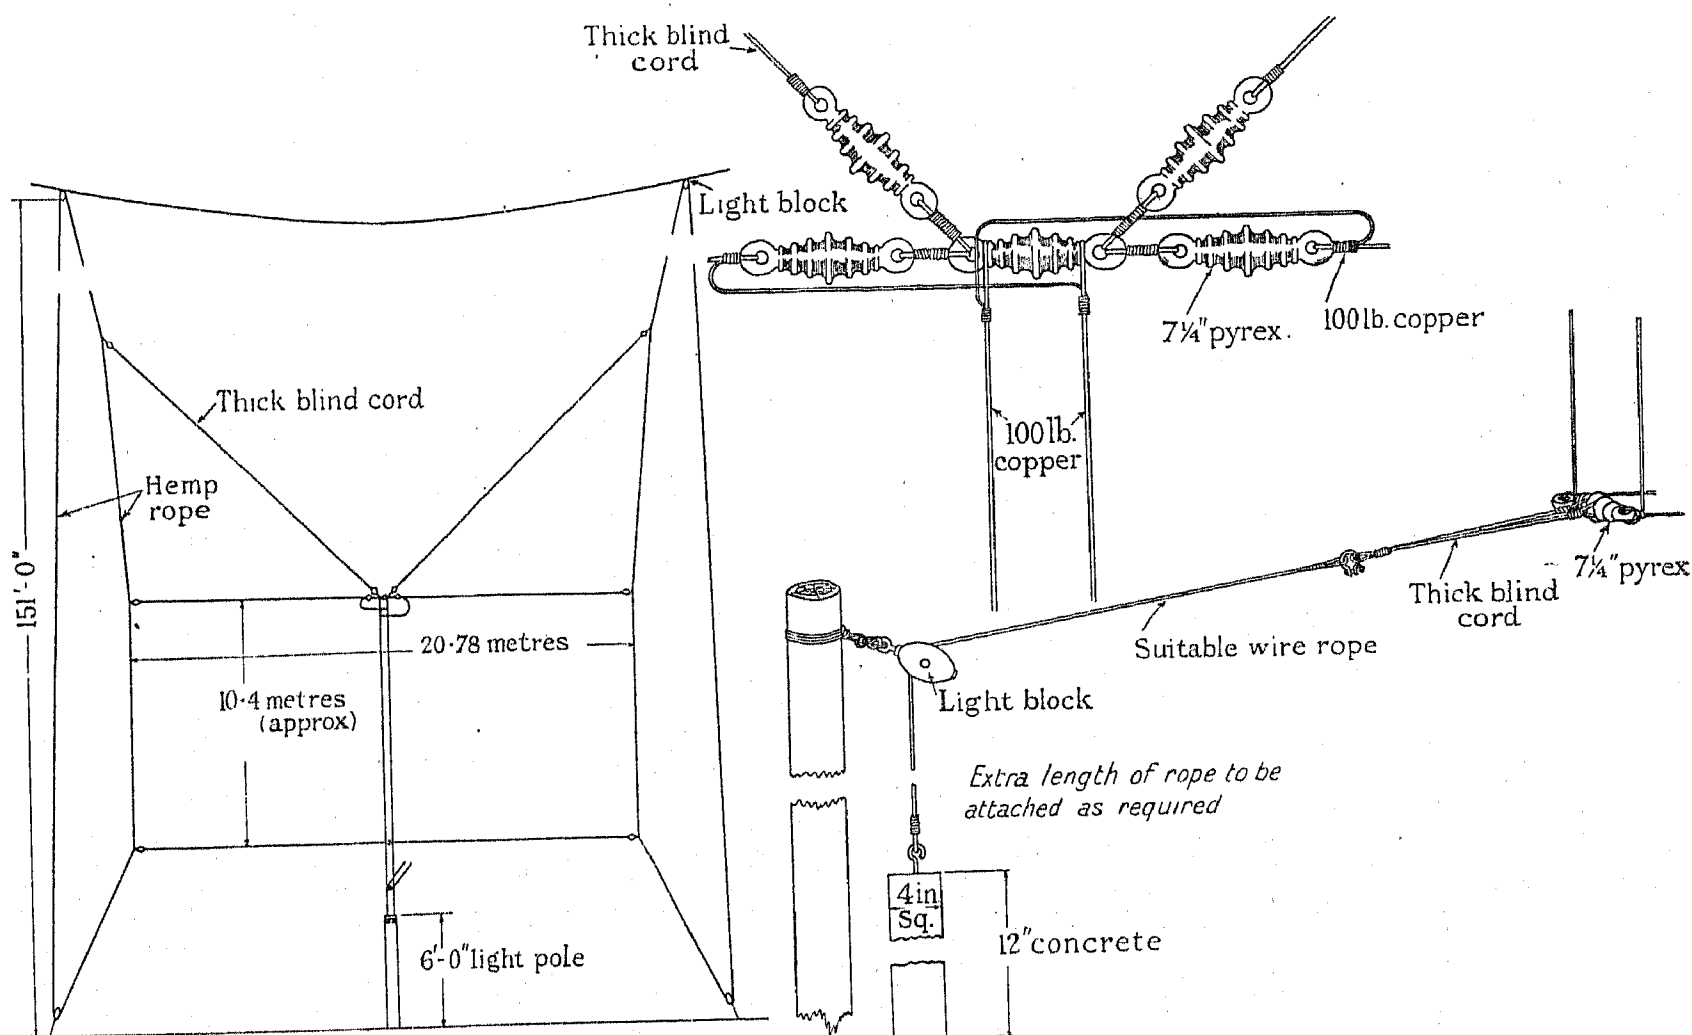 Thick blind
cord
Light block
Thick blind cord
Hemp
rope
151'-0"
20·78 metres
10·4 metres
(approx)
6'-0" light pole
7¼" pyrex.
100 lb. copper
100 lb.
copper
7¼" pyrex
Thick blind
cord
Suitable wire rope
Light block
Extra length of rope to be
attached as required
4in
Sq.
12" concrete